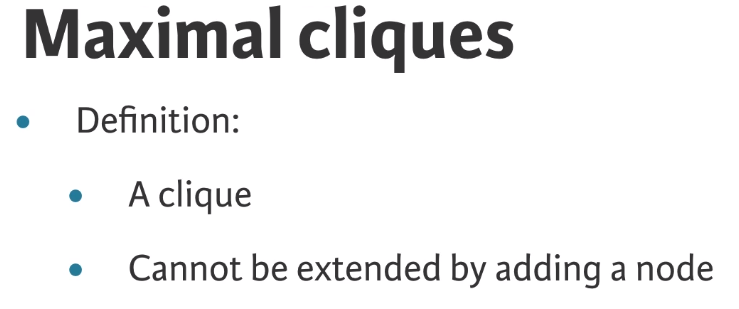 Maximal cliques
• Definition:
• A clique
• Cannot be extended by adding a node